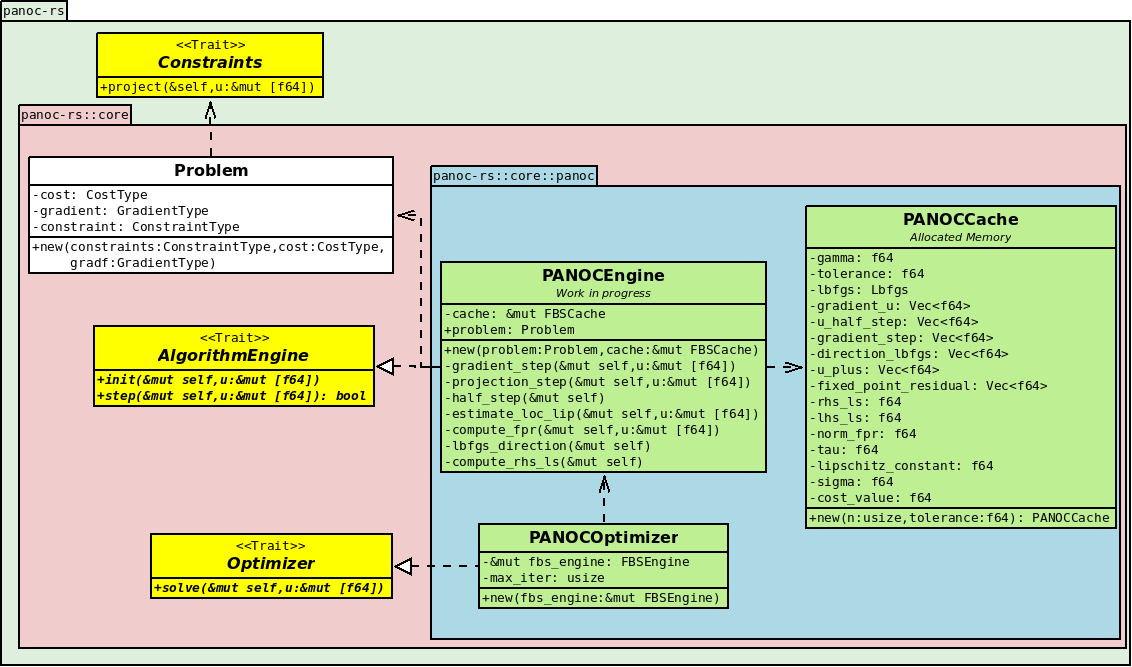 panoc-rs
<<Trait>>
Constraints
+project(&self,u:&mut [f64])
panoc-rs::core
Problem
-cost: CostType
-gradient: GradientType
-constraint: ConstraintType
+new(constraints:ConstraintType,cost:CostType,
gradf:GradientType)
<<Trait>>
AlgorithmEngine
+init(&mut self,u:&mut [f64])
+step(&mut self,u:&mut [f64]): bool
<<Trait>>
Optimizer
+solve(&mut self,u:&mut [f64])
panoc-rs::core::panoc
PANOCEngine
Work in progress
-cache: &mut FBSCache
+problem: Problem
+new(problem:Problem,cache:&mut FBSCache)
-gradient_step(&mut self,u:&mut [f64])
-projection_step(&mut self,u:&mut [f64])
-half_step(&mut self)
-estimate_loc_lip(&mut self,u:&mut [f64])
-compute_fpr(&mut self,u:&mut [f64])
-lbfgs_direction(&mut self)
-compute_rhs_ls(&mut self)
PANOCOptimizer
-&mut fbs_engine: FBSEngine
-max_iter: usize
+new(fbs_engine:&mut FBSEngine)
PANOCCache
Allocated Memory
-gamma: f64
-tolerance: f64
-lbfgs: Lbfgs
-gradient_u: Vec<f64>
-u_half_step: Vec<f64>
-gradient_step: Vec<f64>
-direction_lbfgs: Vec<f64>
-u_plus: Vec<f64>
-fixed_point_residual: Vec<f64>
-rhs_ls: f64
-lhs_ls: f64
-norm_fpr: f64
-tau: f64
-lipschitz_constant: f64
-sigma: f64
-cost_value: f64
+new(n:usize,tolerance:f64): PANOCCache